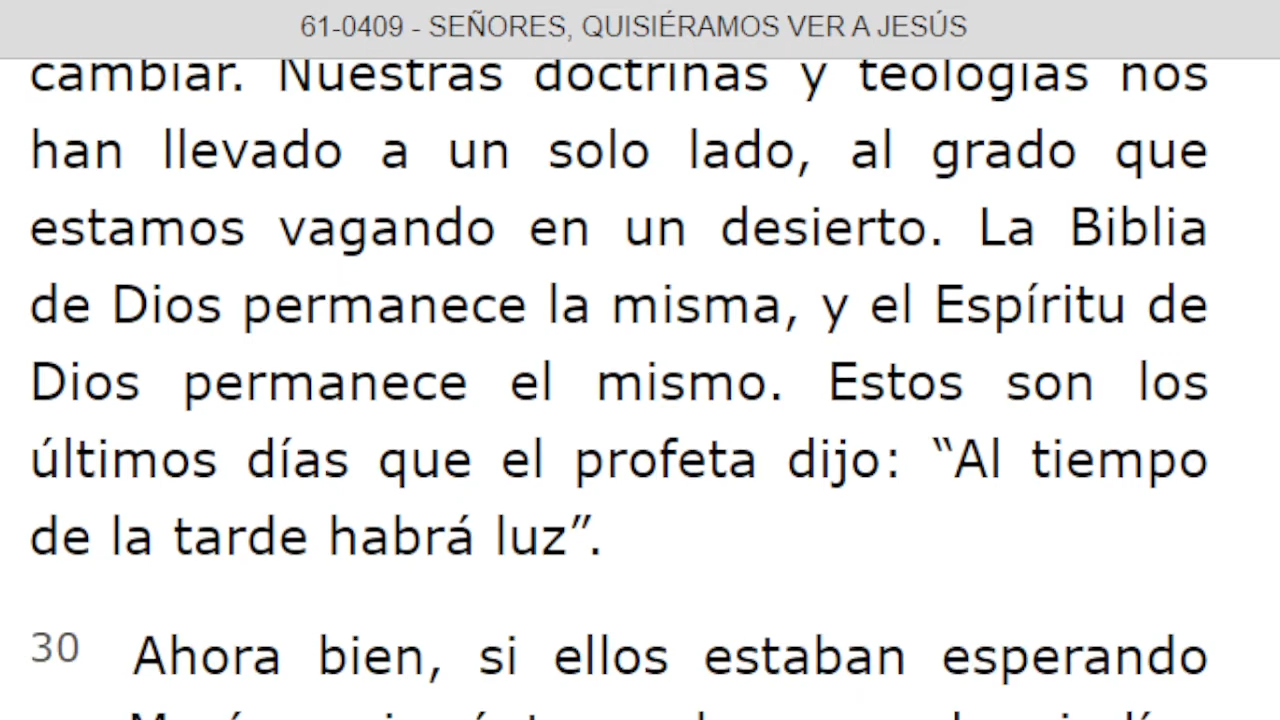 61-0409 - SEÑORES, QUISIÉRAMOS VER A JESÚS
cambiar. Nuestras doctrinas y teologías nos
han llevado a un solo lado, al grado que
estamos vagando en un desierto. La Biblia
de Dios permanece la misma, y el Espíritu de
Dios permanece el mismo. Estos son los
últimos días que el profeta dijo: “Al tiempo
de la tarde habrá luz”.
30 Ahora bien, si ellos estaban esperando